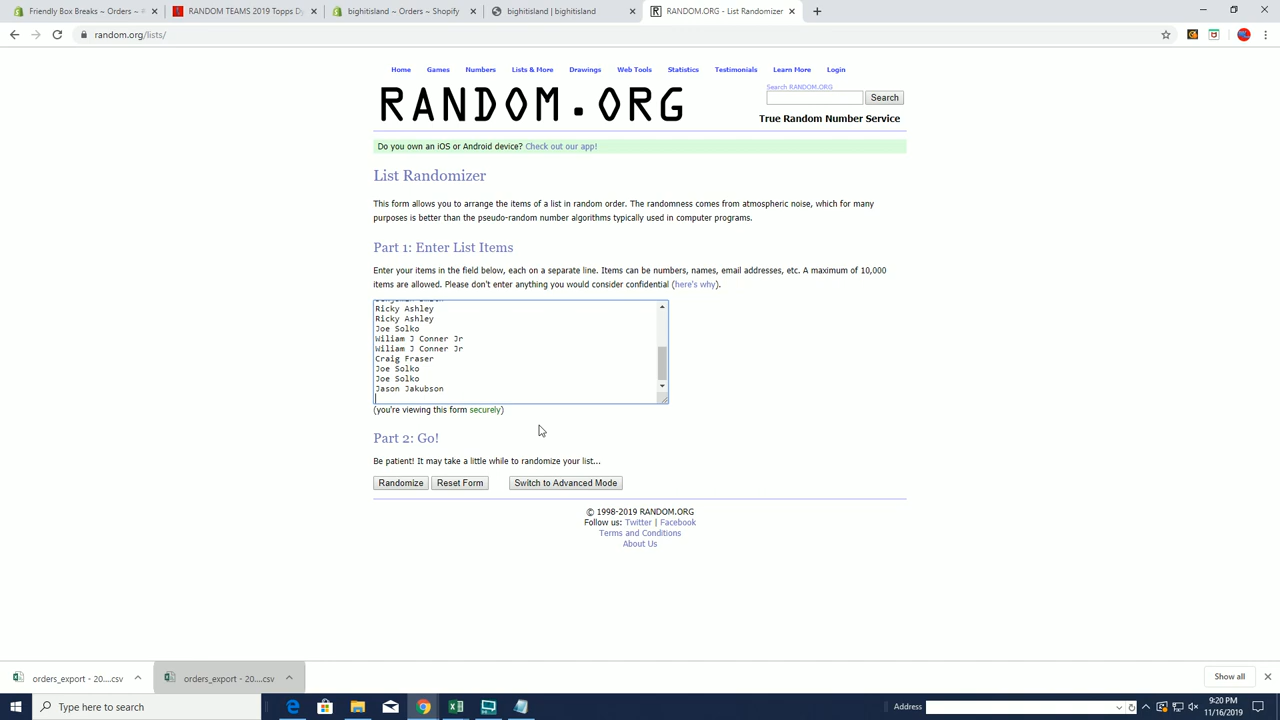 Friendly Box Breaks ~ Orders ~
RANDOM TEAMS 2019 Topps Dy
bighitisland ~ Orders ~ Shopify
bighitisland | bighitisland
RANDOM.ORG - List Randomizer
random.org/lists/
Home Games Numbers Lists & More Drawings Web Tools Statistics Testimonials Learn More Login
RANDOM.ORG
Search RANDOM.ORG
Search
True Random Number Service
Do you own an iOS or Android device? Check out our app!
List Randomizer
This form allows you to arrange the items of a list in random order. The randomness comes from atmospheric noise, which for many
purposes is better than the pseudo-random number algorithms typically used in computer programs.
Part 1: Enter List Items
Enter your items in the field below, each on a separate line. Items can be numbers, names, email addresses, etc. A maximum of 10,000
items are allowed. Please don't enter anything you would consider confidential (here's why).
Ricky Ashley
Ricky Ashley
Joe Solko
Wiliam J Conner Jr
Wiliam J Conner Jr
Craig Fraser
Joe Solko
Joe Solko
Jason Jakubson
(you're viewing this form securely)
Part 2: Go!
Be patient! It may take a little while to randomize your list...
Randomize Reset Form Switch to Advanced Mode
© 1998-2019 RANDOM.ORG
Follow us: Twitter | Facebook
Terms and Conditions
About Us
orders_export - 20....csv
orders_export - 20....csv
Show all
Type here to search
Address
9:20 PM
11/16/2019